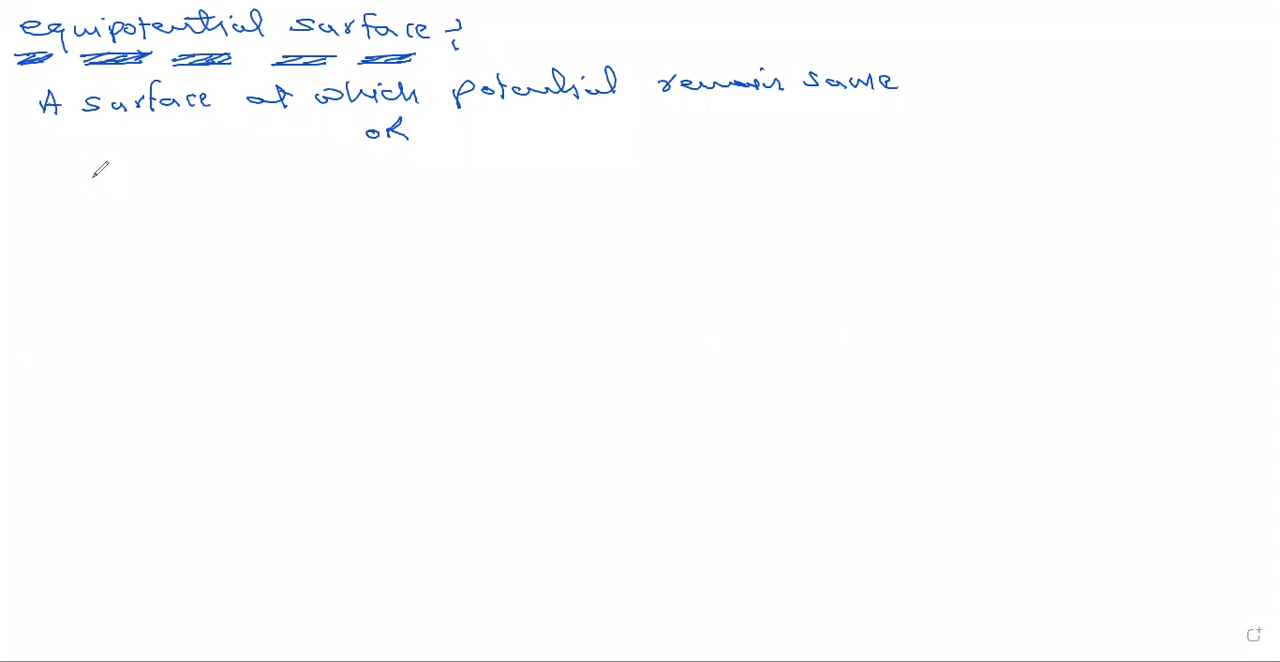 equipotential surface ?
A surface at which potential remain same
OR